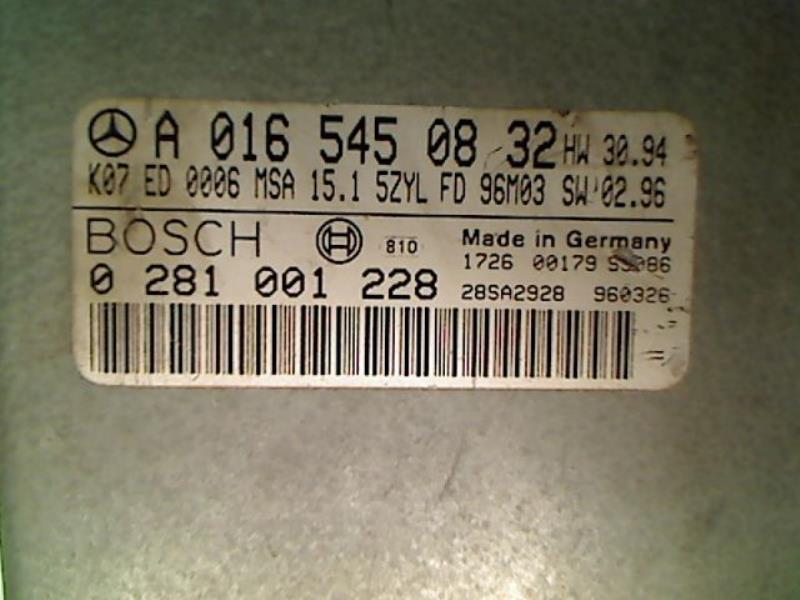 A 016 545 08 32 HW 30.94
K07 ED 0006 MSA 15.1 5ZYL FD 96M03 SW 02.96
BOSCH 810 Made in Germany
1726 00179
0 281 001 228 28SA2928 960326